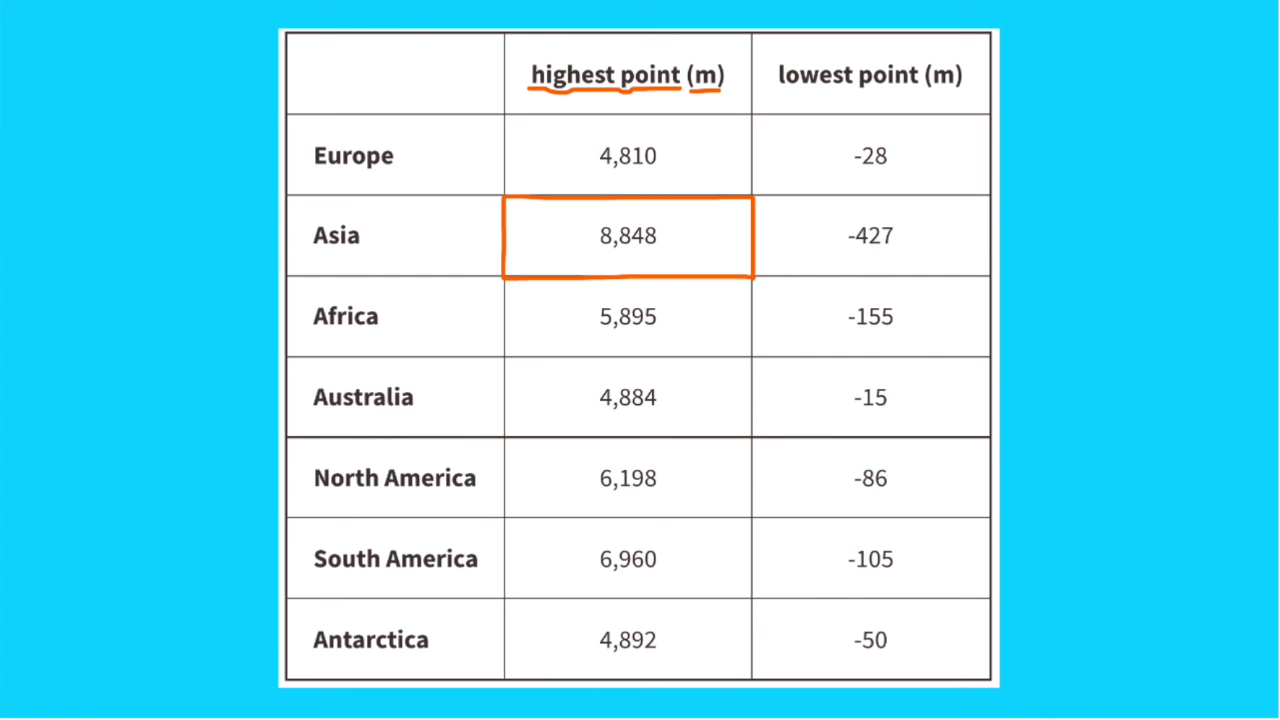 highest point (m) lowest point (m)
Europe 4,810 -28
Asia 8,848 -427
Africa 5,895 -155
Australia 4,884 -15
North America 6,198 -86
South America 6,960 -105
Antarctica 4,892 -50